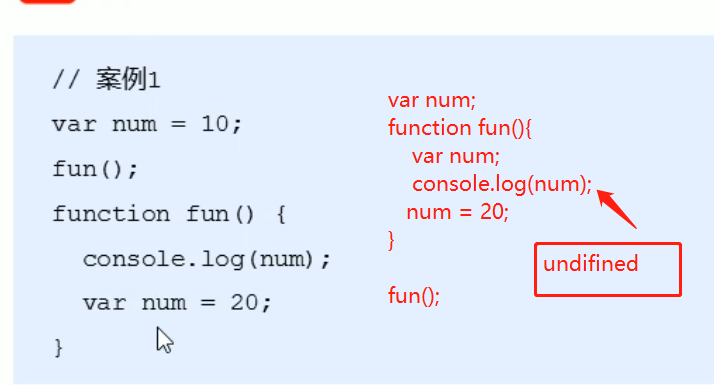 // 案例1
var num = 10;
fun();
function fun() {
console.log(num);
var num = 20;
}
var num;
function fun(){
var num;
console.log(num);
num = 20;
}
fun();
undifined